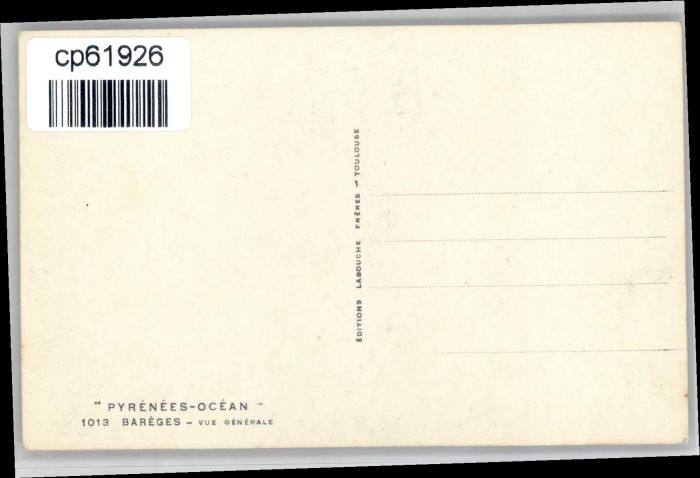 cp61926
ÉDITIONS LABOUCHE FRÈRES - TOULOUSE
" PYRÉNÉES-OCÉAN "
1013 BARÈGES - VUE GÉNÉRALE